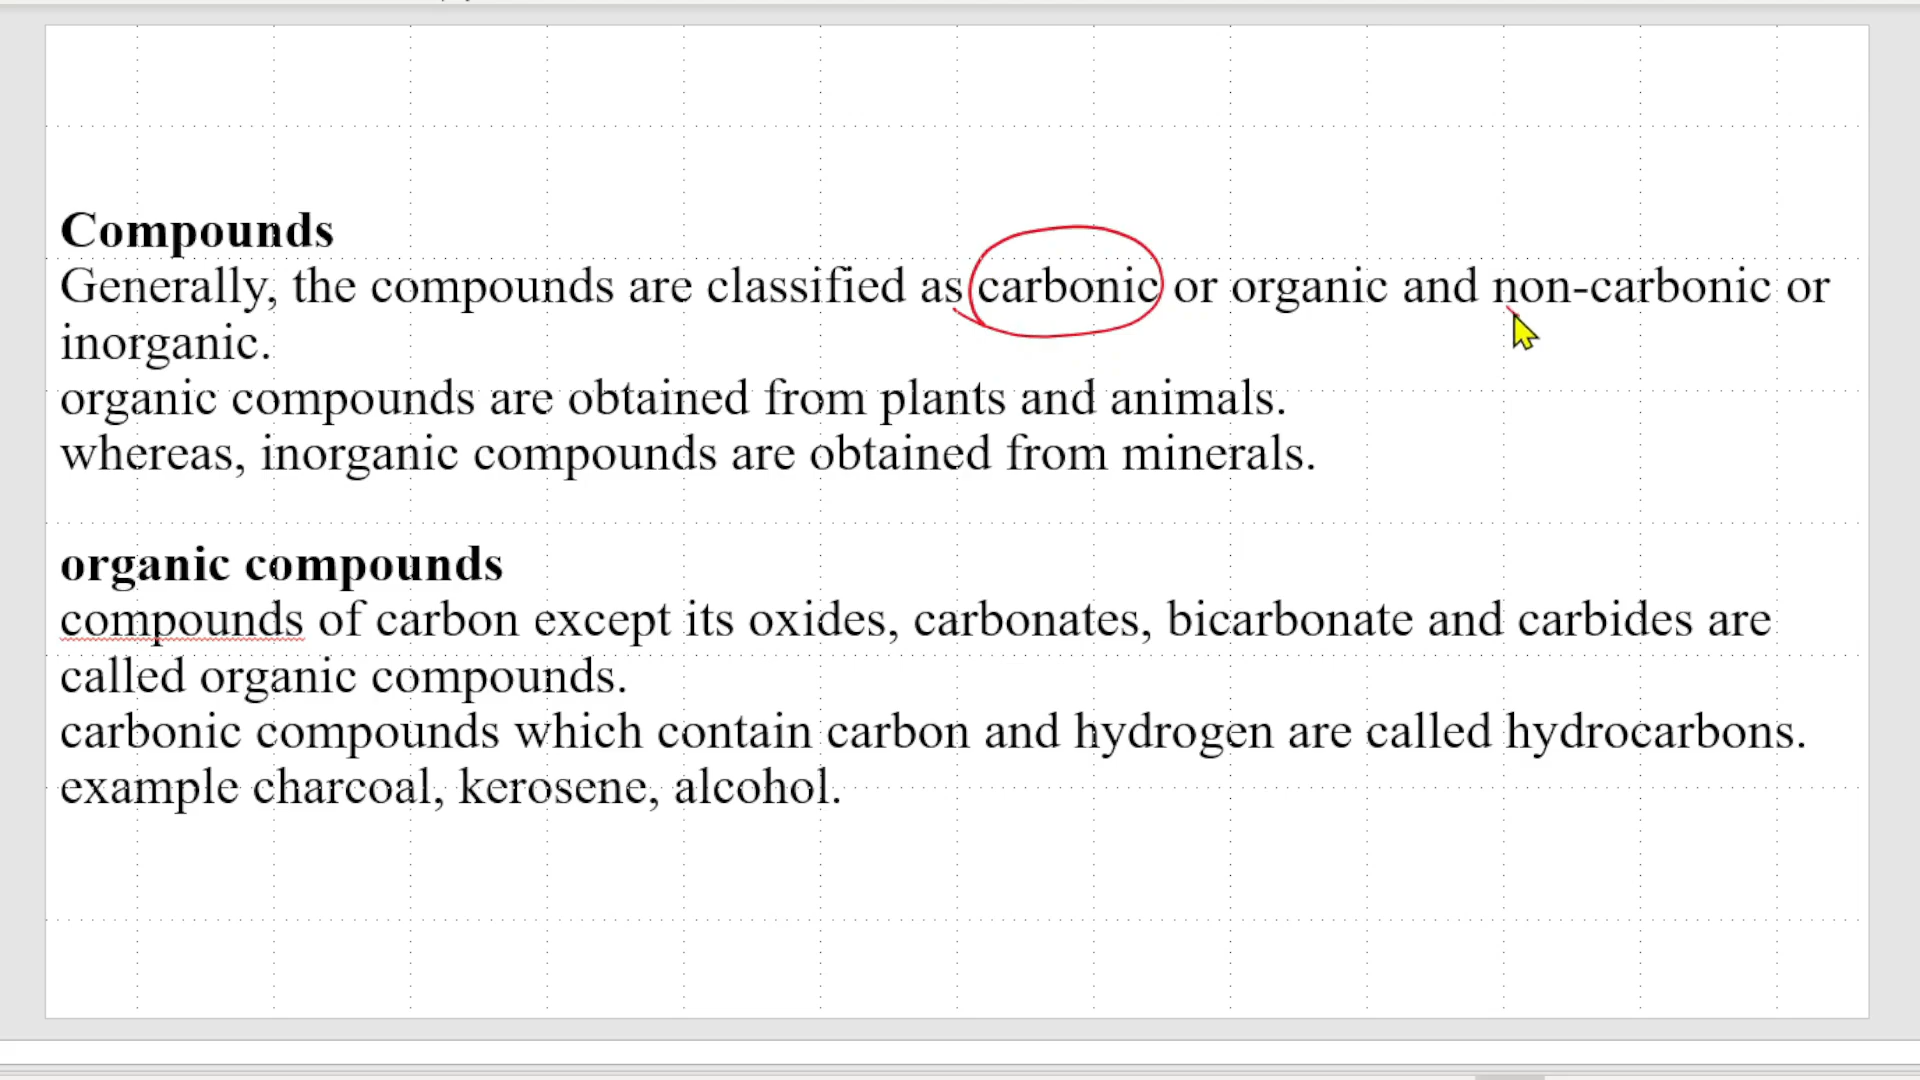 Compounds
Generally, the compounds are classified as carbonic or organic and non-carbonic or
inorganic.
organic compounds are obtained from plants and animals.
whereas, inorganic compounds are obtained from minerals.
organic compounds
compounds of carbon except its oxides, carbonates, bicarbonate and carbides are
called organic compounds.
carbonic compounds which contain carbon and hydrogen are called hydrocarbons.
example charcoal, kerosene, alcohol.